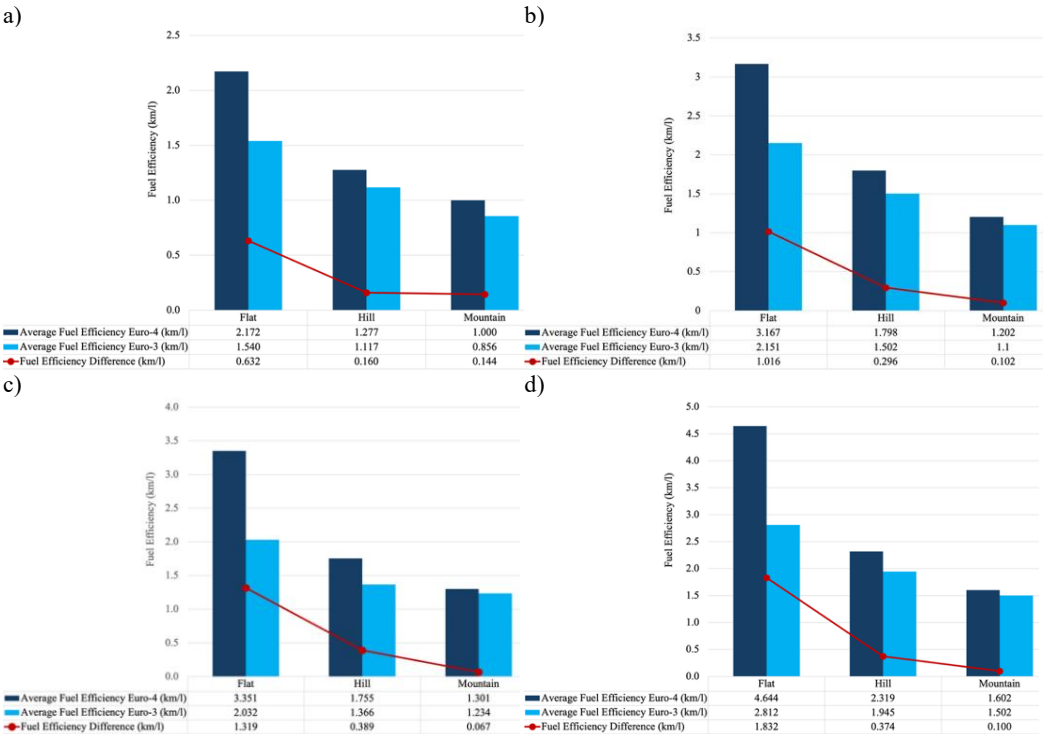 a)
2.5
2.0
1.5
1.0
0.5
0.0
Fuel Efficiency (km/l)
Flat Hill Mountain
Average Fuel Efficiency Euro-4 (km/l) 2.172 1.277 1.000
Average Fuel Efficiency Euro-3 (km/l) 1.540 1.117 0.856
Fuel Efficiency Difference (km/l) 0.632 0.160 0.144
b)
3.5
3
2.5
2
1.5
1
0.5
0
Fuel Efficiency (km/l)
Flat Hill Mountain
Average Fuel Efficiency Euro-4 (km/l) 3.167 1.798 1.202
Average Fuel Efficiency Euro-3 (km/l) 2.151 1.502 1.1
Fuel Efficiency Difference (km/l) 1.016 0.296 0.102
c)
4.0
3.5
3.0
2.5
2.0
1.5
1.0
0.5
0.0
Fuel Efficiency (km/l)
Flat Hill Mountain
Average Fuel Efficiency Euro-4 (km/l) 3.351 1.755 1.301
Average Fuel Efficiency Euro-3 (km/l) 2.032 1.366 1.234
Fuel Efficiency Difference (km/l) 1.319 0.389 0.067
d)
5.0
4.5
4.0
3.5
3.0
2.5
2.0
1.5
1.0
0.5
0.0
Fuel Efficiency (km/l)
Flat Hill Mountain
Average Fuel Efficiency Euro-4 (km/l) 4.644 2.319 1.602
Average Fuel Efficiency Euro-3 (km/l) 2.812 1.945 1.502
Fuel Efficiency Difference (km/l) 1.832 0.374 0.100